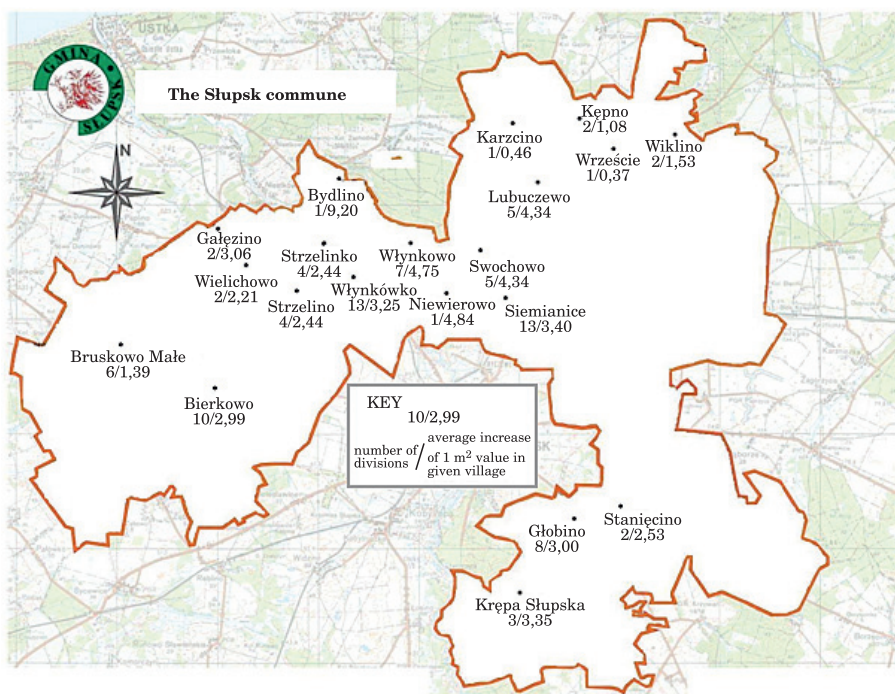 GMINA • SŁUPSK
The Słupsk commune
N
USTKA
Kępno
2/1,08
Karzcino
1/0,46
Wiklino
2/1,53
Wrzeście
1/0,37
Bydlino
1/9,20
Lubuczewo
5/4,34
Gałęzino
2/3,06
Strzelinko
4/2,44
Włynkowo
7/4,75
Swochowo
5/4,34
Wielichowo
2/2,21
Włynkówko
13/3,25
Strzelino
4/2,44
Niewierowo
1/4,84
Siemianice
13/3,40
Bruskowo Małe
6/1,39
Bierkowo
10/2,99
KEY
10/2,99
number of divisions / average increase of 1 m² value in given village
Stanięcino
2/2,53
Głobino
8/3,00
Krępa Słupska
3/3,35